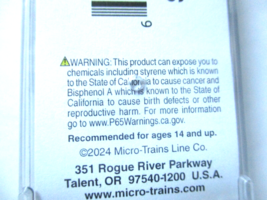 6
⚠WARNING: This product can expose you to
chemicals including styrene which is known
to the State of California to cause cancer and
Bisphenol A which is known to the State of
California to cause birth defects or other
reproductive harm. For more information
go to www.P65Warnings.ca.gov.
Recommended for ages 14 and up.
©2024 Micro-Trains Line Co.
351 Rogue River Parkway
Talent, OR 97540-1200 U.S.A.
www.micro-trains.com